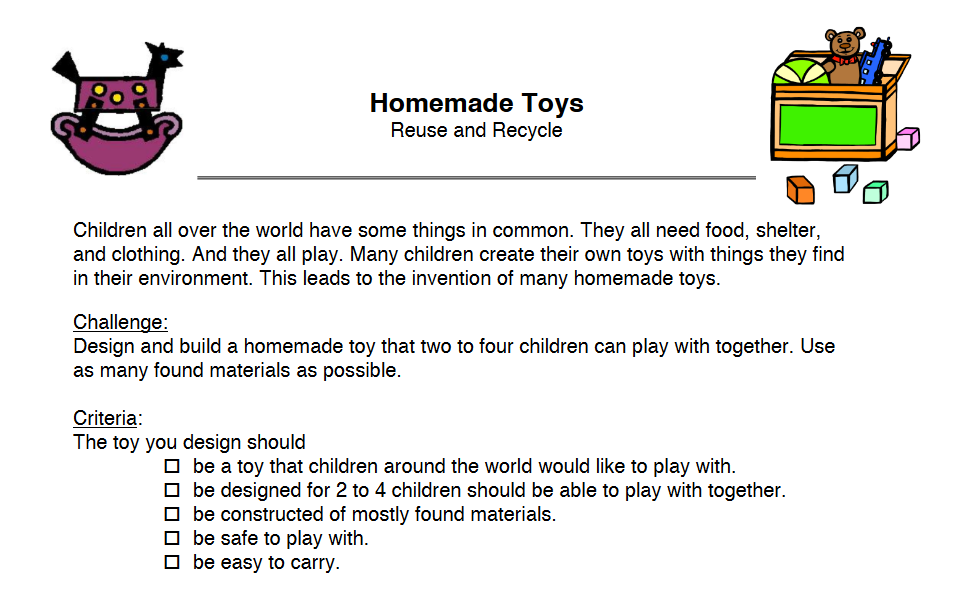 Homemade Toys
Reuse and Recycle
Children all over the world have some things in common. They all need food, shelter,
and clothing. And they all play. Many children create their own toys with things they find
in their environment. This leads to the invention of many homemade toys.
Challenge:
Design and build a homemade toy that two to four children can play with together. Use
as many found materials as possible.
Criteria:
The toy you design should
□ be a toy that children around the world would like to play with.
□ be designed for 2 to 4 children should be able to play with together.
□ be constructed of mostly found materials.
□ be safe to play with.
□ be easy to carry.